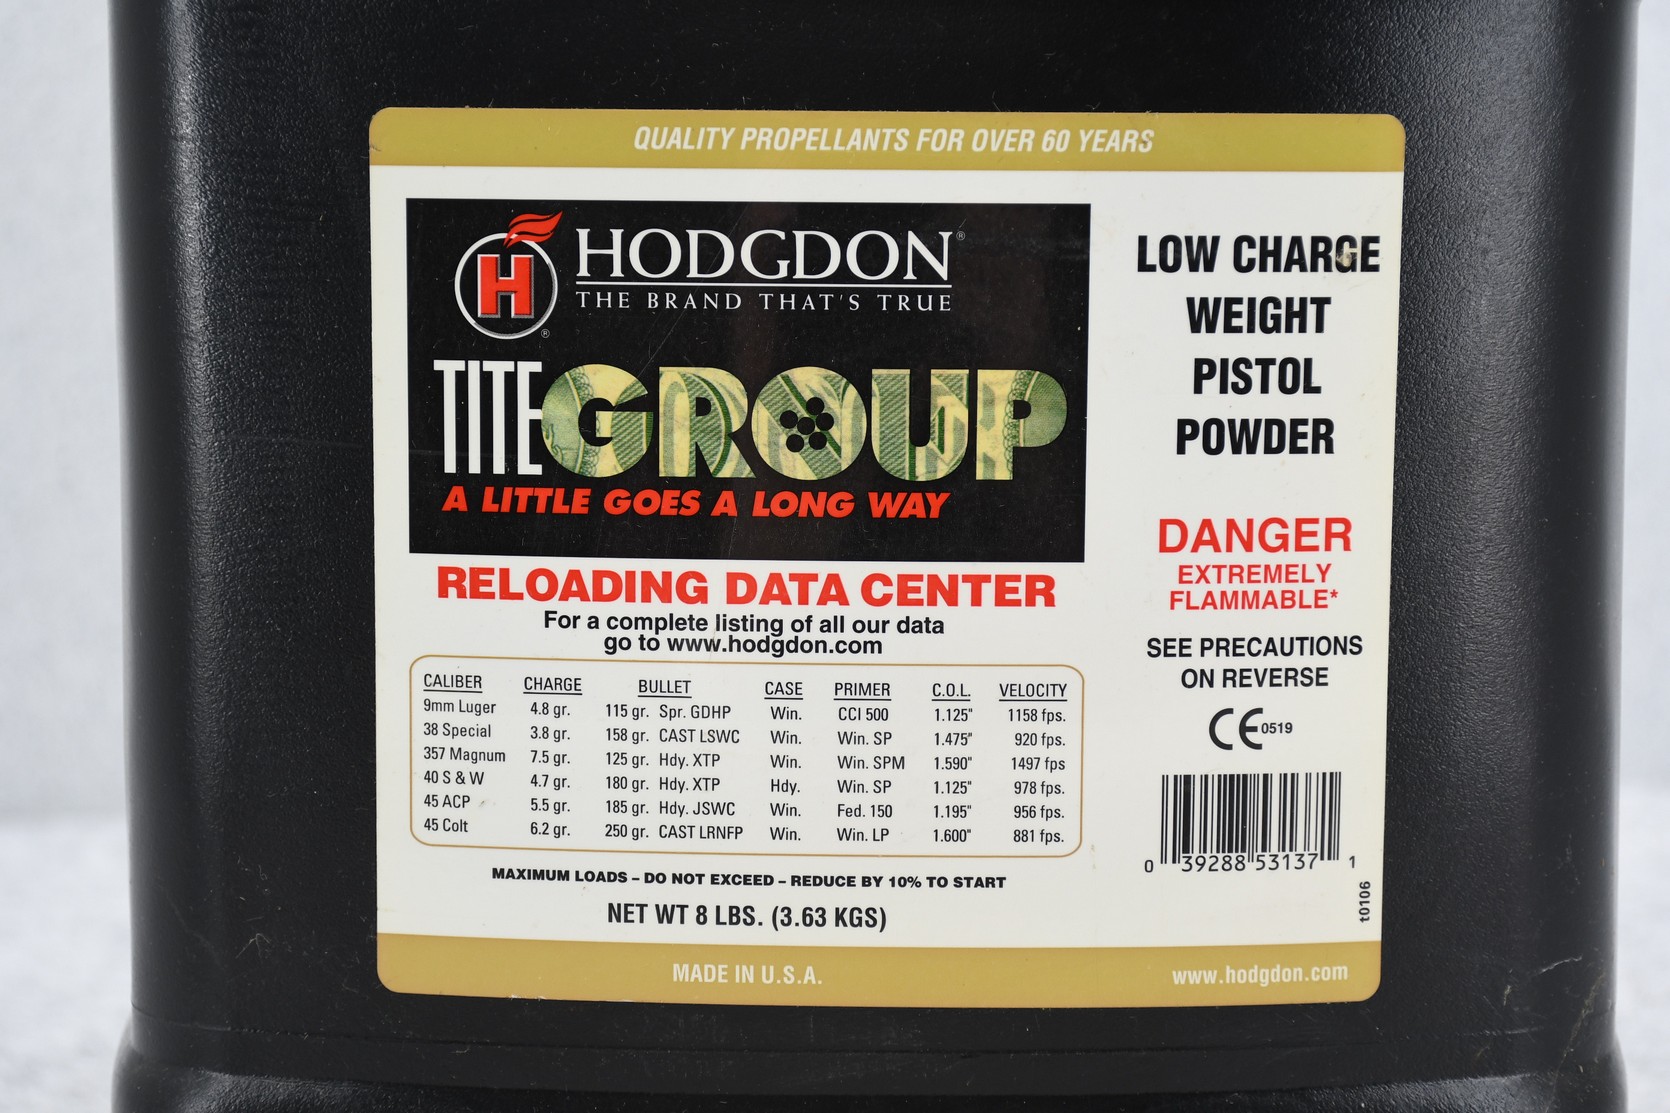 QUALITY PROPELLANTS FOR OVER 60 YEARS
H ®
HODGDON®
THE BRAND THAT'S TRUE
TITEGROUP
A LITTLE GOES A LONG WAY
RELOADING DATA CENTER
For a complete listing of all our data
go to www.hodgdon.com
CALIBER CHARGE BULLET CASE PRIMER C.O.L. VELOCITY
9mm Luger 4.8 gr. 115 gr. Spr. GDHP Win. CCI 500 1.125" 1158 fps.
38 Special 3.8 gr. 158 gr. CAST LSWC Win. Win. SP 1.475" 920 fps.
357 Magnum 7.5 gr. 125 gr. Hdy. XTP Win. Win. SPM 1.590" 1497 fps
40 S & W 4.7 gr. 180 gr. Hdy. XTP Hdy. Win. SP 1.125" 978 fps.
45 ACP 5.5 gr. 185 gr. Hdy. JSWC Win. Fed. 150 1.195" 956 fps.
45 Colt 6.2 gr. 250 gr. CAST LRNFP Win. Win. LP 1.600" 881 fps.
MAXIMUM LOADS – DO NOT EXCEED – REDUCE BY 10% TO START
NET WT 8 LBS. (3.63 KGS)
LOW CHARGE
WEIGHT
PISTOL
POWDER
DANGER
EXTREMELY
FLAMMABLE*
SEE PRECAUTIONS
ON REVERSE
CE0519
0 39288 53137 1
t0106
MADE IN U.S.A.
www.hodgdon.com